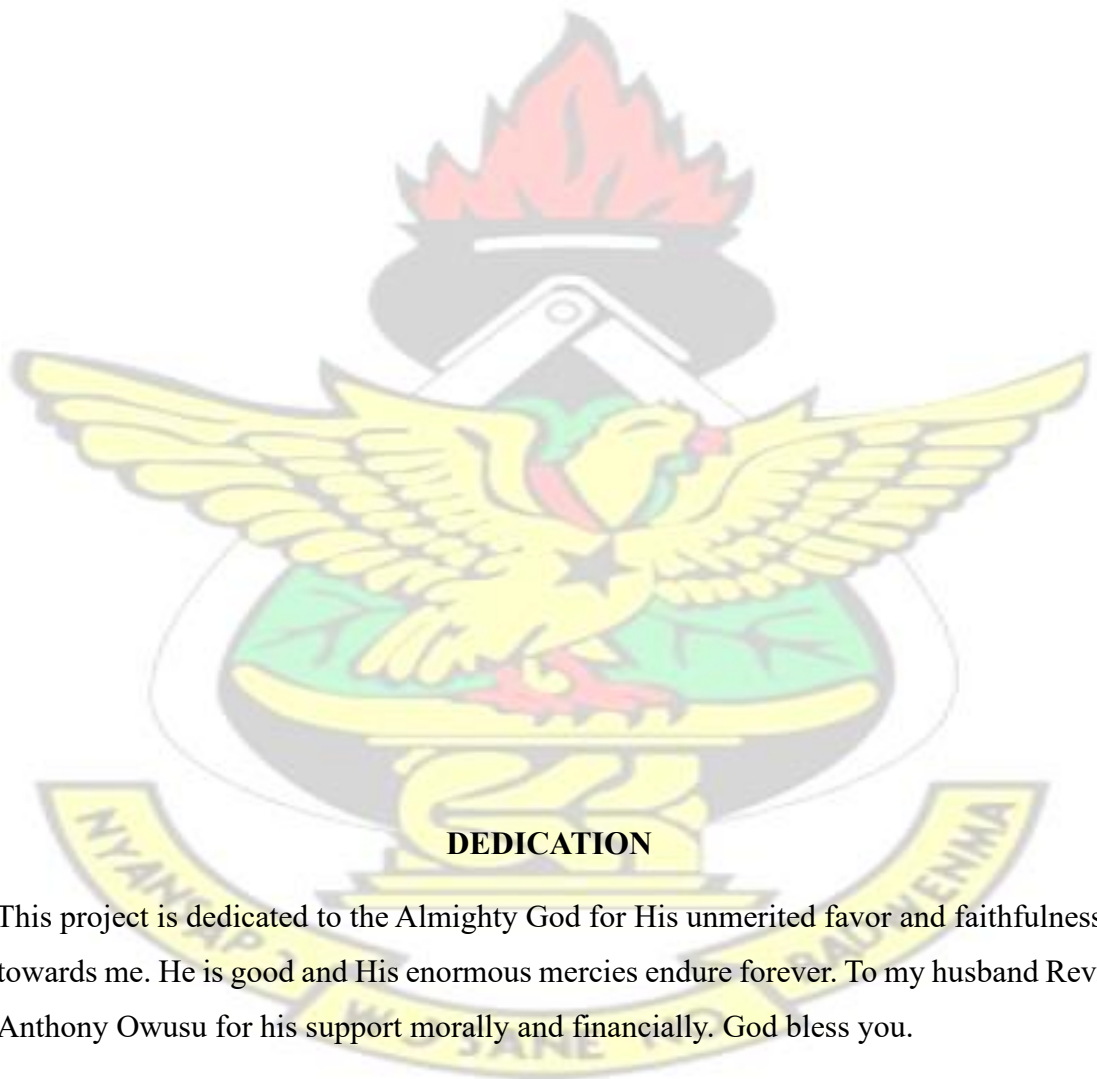 DEDICATION
This project is dedicated to the Almighty God for His unmerited favor and faithfulness
towards me. He is good and His enormous mercies endure forever. To my husband Rev
Anthony Owusu for his support morally and financially. God bless you.